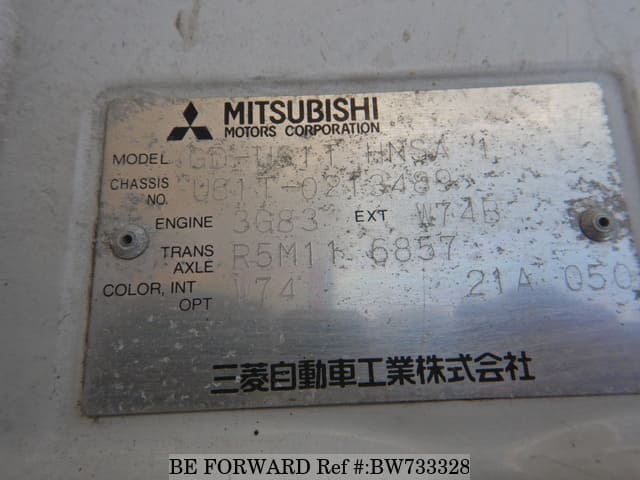 MITSUBISHI
MOTORS CORPORATION
MODEL GD-U61T HNSA 1
CHASSIS NO. U61T-0213489
ENGINE 3G83 EXT W74B
TRANS AXLE R5M11 6857
COLOR, INT OPT W74 21A 050
三菱自動車工業株式会社
BE FORWARD Ref #:BW733328